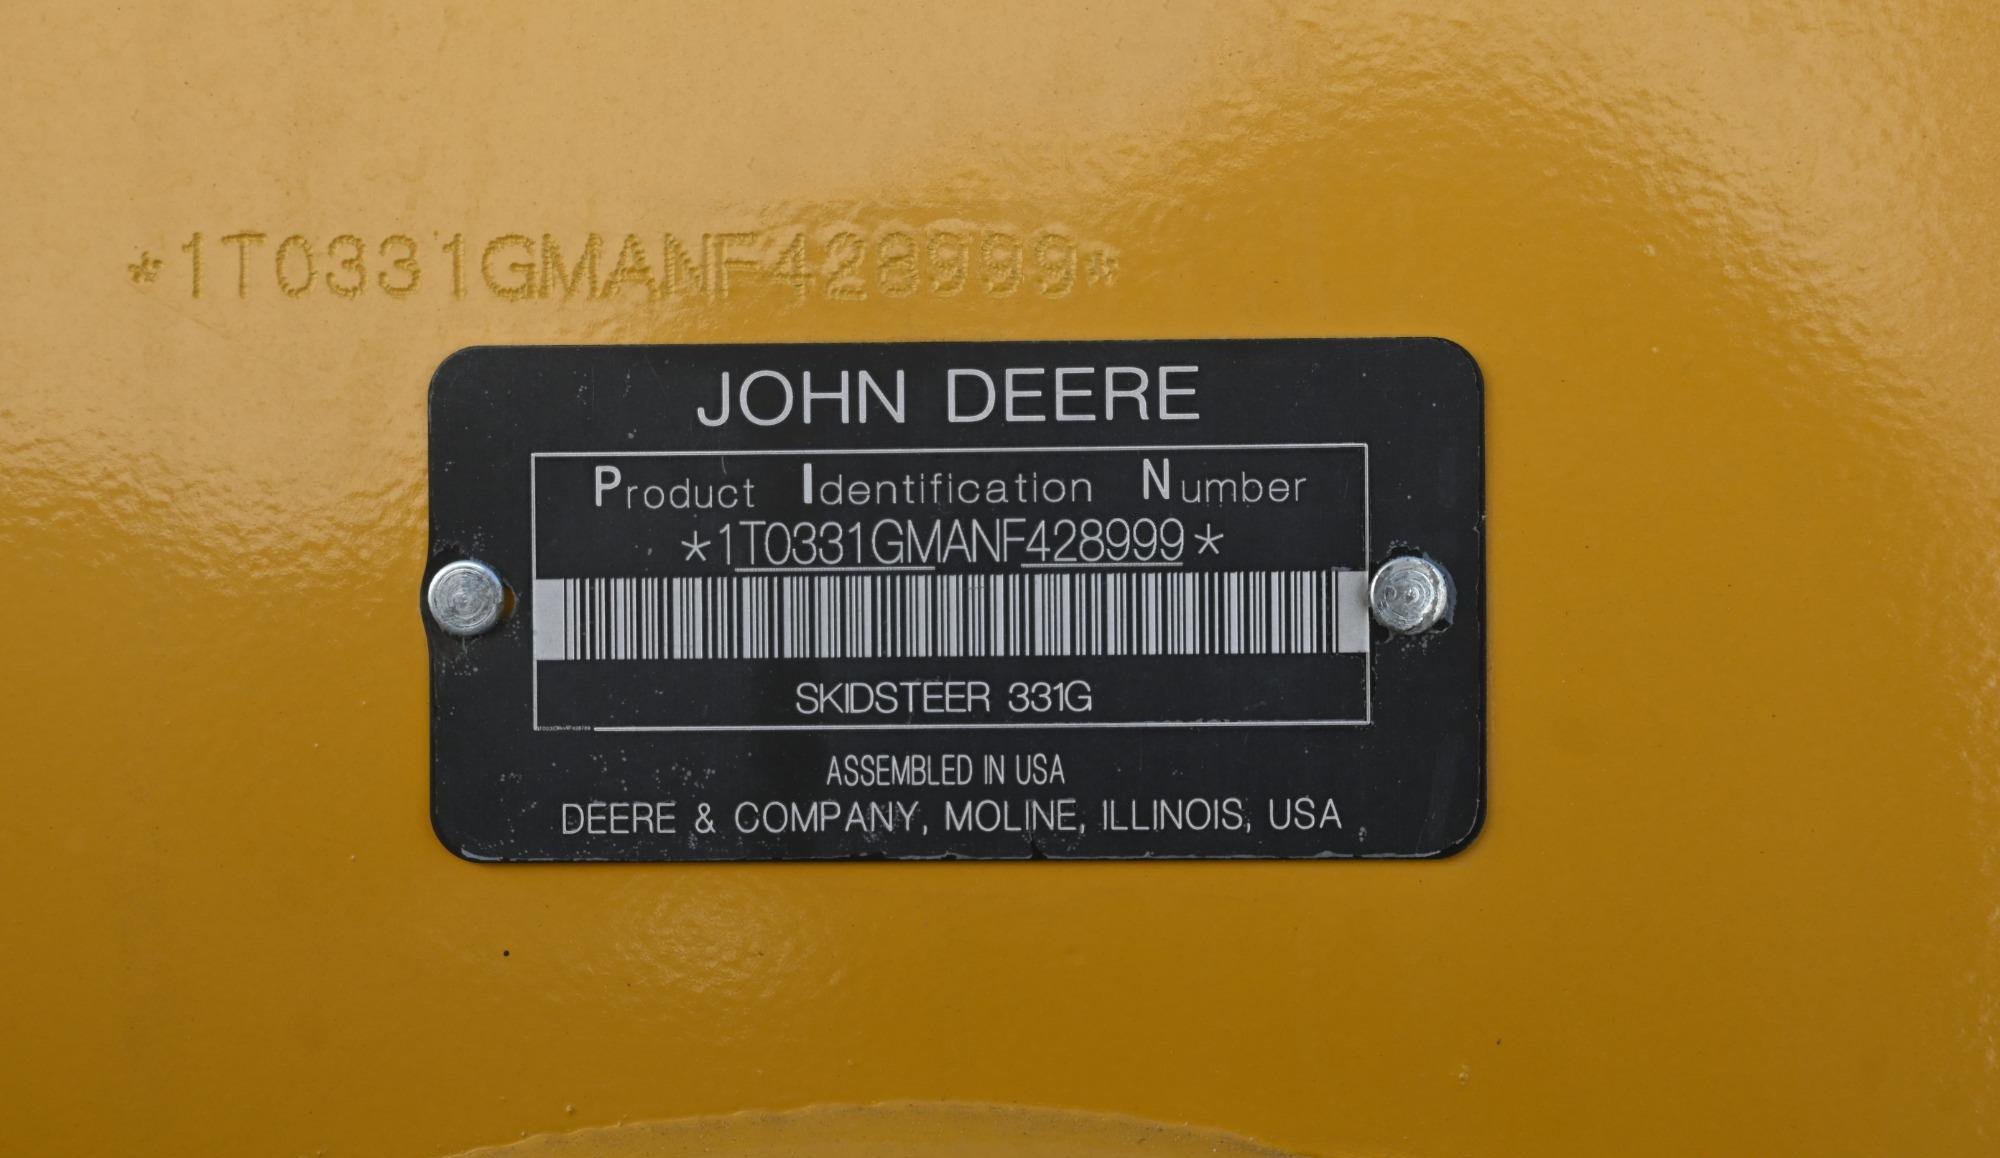 *1T0331GMANF428999*
JOHN DEERE
Product Identification Number
*1T0331GMANF428999*
SKIDSTEER 331G
ASSEMBLED IN USA
DEERE & COMPANY, MOLINE, ILLINOIS, USA